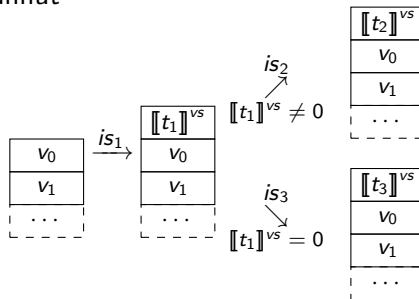 ⟦t₂⟧ᵛˢ
v₀
v₁
···
is₂
⟦t₁⟧ᵛˢ ≠ 0
⟦t₁⟧ᵛˢ
v₀
v₁
···
is₁
v₀
v₁
···
is₃
⟦t₁⟧ᵛˢ = 0
⟦t₃⟧ᵛˢ
v₀
v₁
···